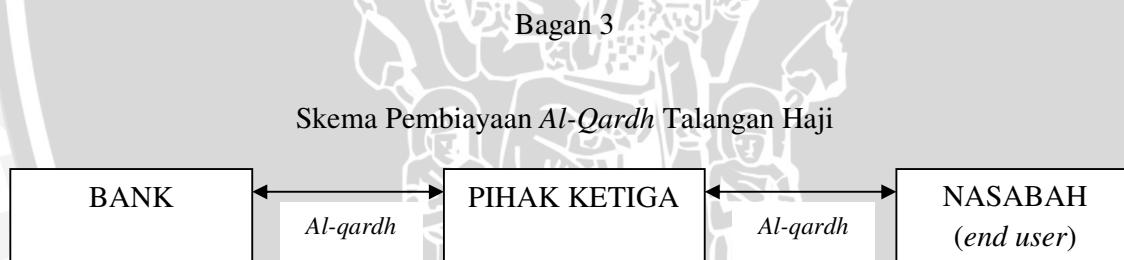 Bagan 3
Skema Pembiayaan Al-Qardh Talangan Haji
BANK
Al-qardh
PIHAK KETIGA
Al-qardh
NASABAH
(end user)